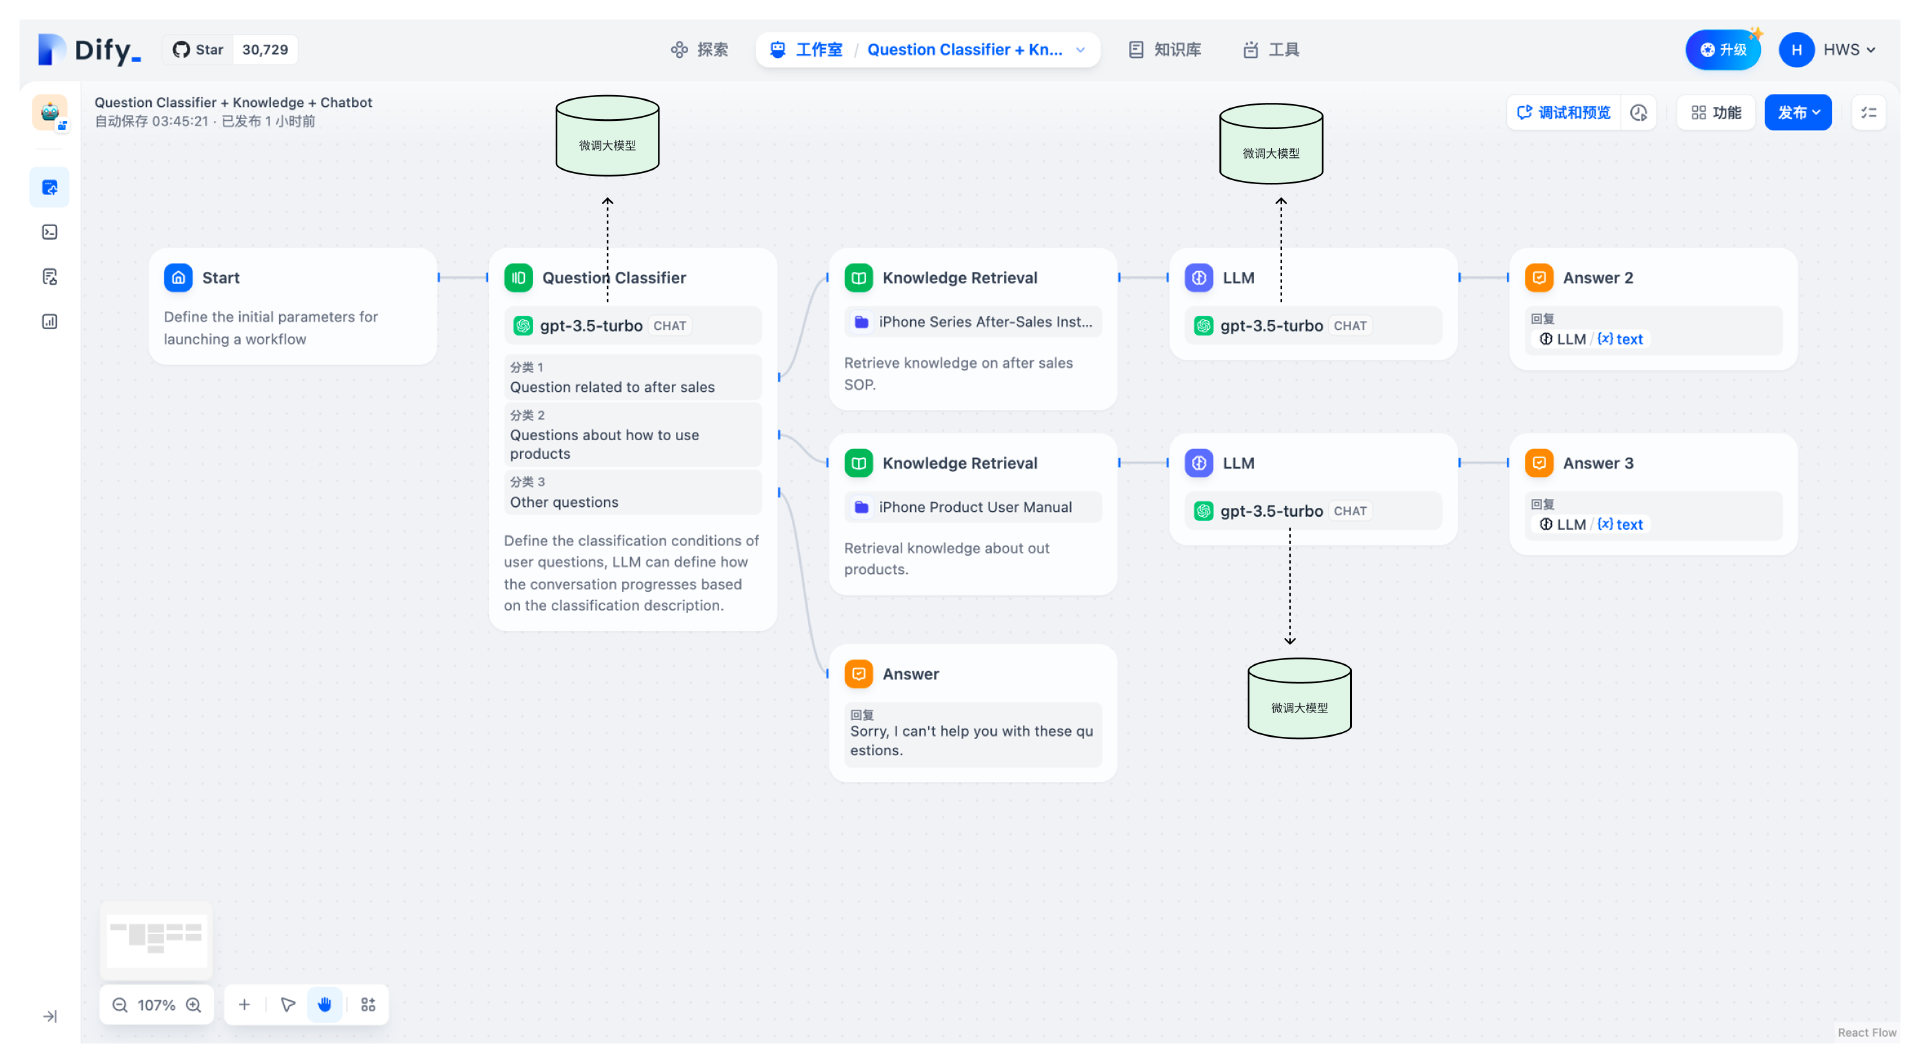 Dify_
Star 30,729
探索
工作室 / Question Classifier + Kn...
知识库
工具
升级
H HWS
Question Classifier + Knowledge + Chatbot
自动保存 03:45:21 · 已发布 1 小时前
调试和预览
功能
发布
微调大模型
微调大模型
Start
Define the initial parameters for
launching a workflow
Question Classifier
gpt-3.5-turbo CHAT
分类 1
Question related to after sales
分类 2
Questions about how to use
products
分类 3
Other questions
Define the classification conditions of
user questions, LLM can define how
the conversation progresses based
on the classification description.
Knowledge Retrieval
iPhone Series After-Sales Inst...
Retrieve knowledge on after sales
SOP.
LLM
gpt-3.5-turbo CHAT
Answer 2
回复
LLM / {x} text
Knowledge Retrieval
iPhone Product User Manual
Retrieval knowledge about out
products.
LLM
gpt-3.5-turbo CHAT
Answer 3
回复
LLM / {x} text
Answer
回复
Sorry, I can't help you with these qu
estions.
微调大模型
107%
React Flow